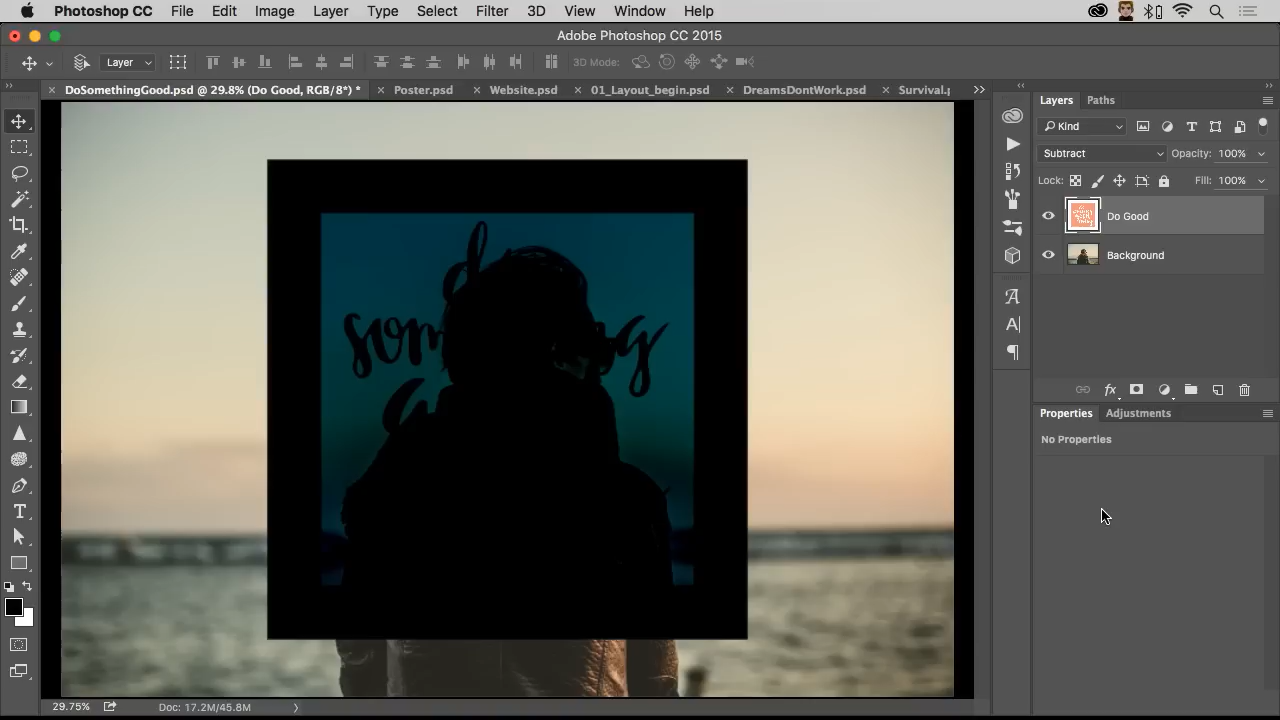 Photoshop CC File Edit Image Layer Type Select Filter 3D View Window Help
Adobe Photoshop CC 2015
Layer 3D Mode:
DoSomethingGood.psd @ 29.8% (Do Good, RGB/8*) * Poster.psd Website.psd 01_Layout_begin.psd DreamsDontWork.psd Survival.p
Layers Paths
Kind
Subtract Opacity: 100%
Lock: Fill: 100%
Do Good
Background
Properties Adjustments
No Properties
29.75% Doc: 17.2M/45.8M